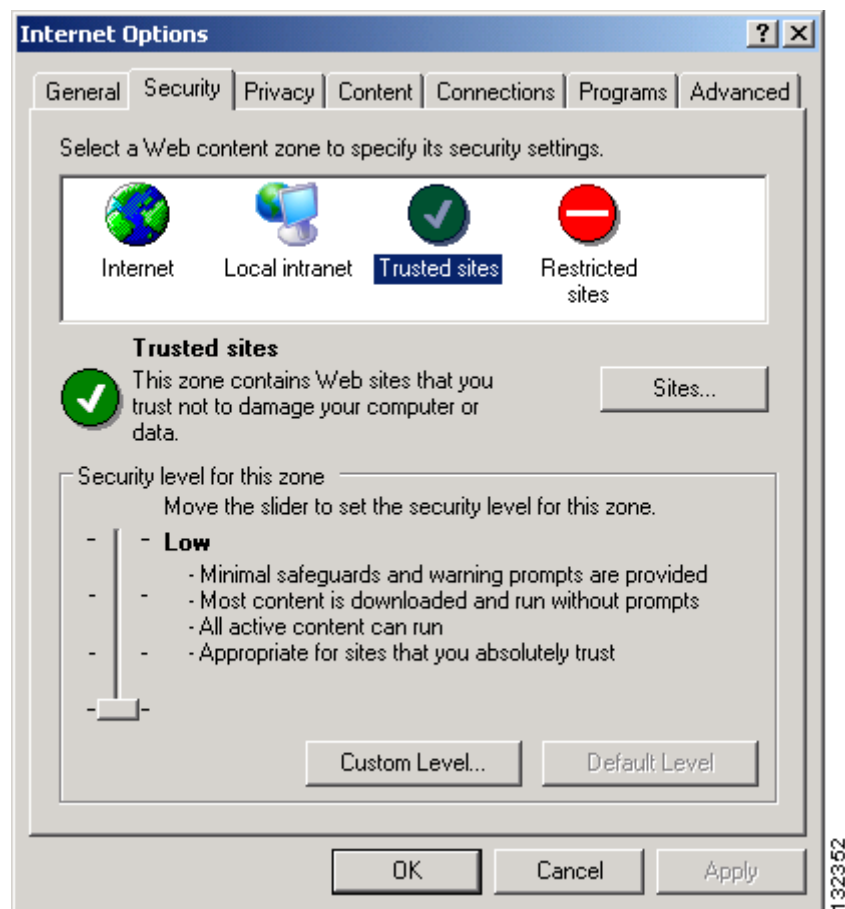 Internet Options
General Security Privacy Content Connections Programs Advanced
Select a Web content zone to specify its security settings.
Internet
Local intranet
Trusted sites
Restricted
sites
Trusted sites
This zone contains Web sites that you
trust not to damage your computer or
data.
Sites...
Security level for this zone
Move the slider to set the security level for this zone.
Low
- Minimal safeguards and warning prompts are provided
- Most content is downloaded and run without prompts
- All active content can run
- Appropriate for sites that you absolutely trust
Custom Level...
Default Level
OK
Cancel
Apply
132352